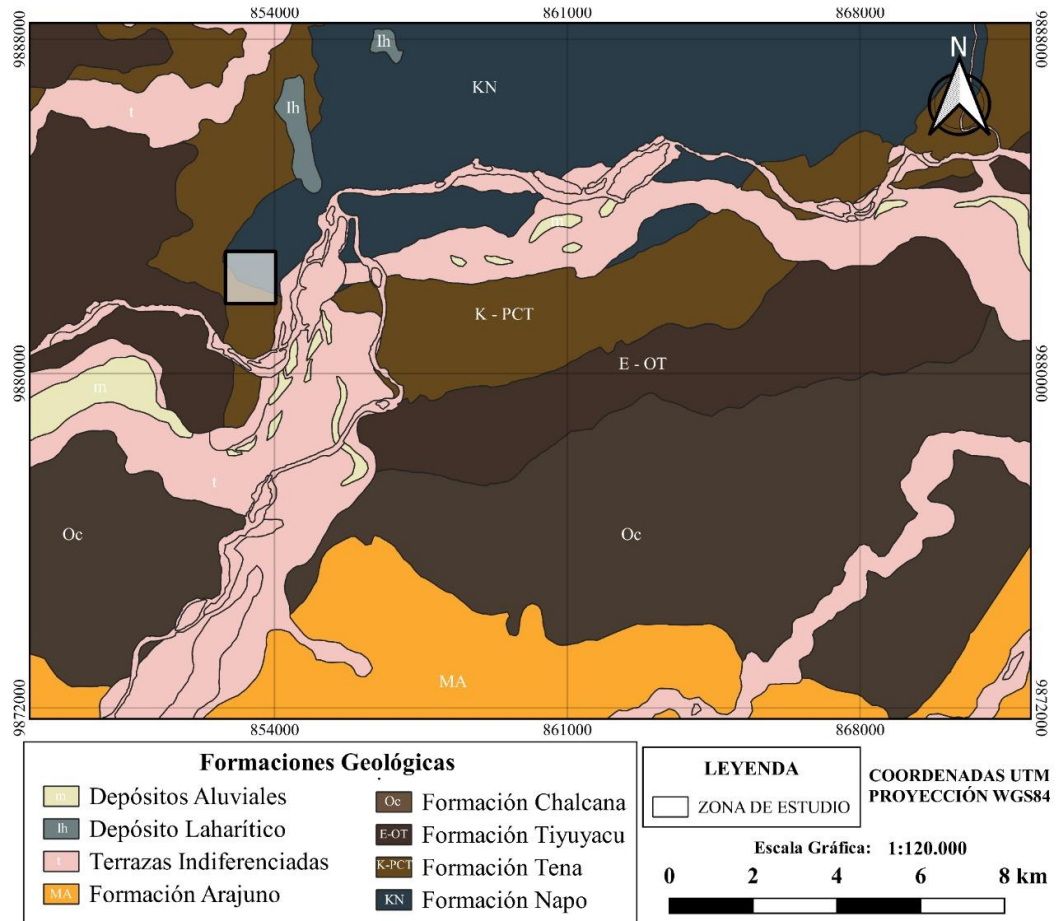 854000 861000 868000
9888000 9888000
Ih
N
KN
Ih
t
m
K - PCT
E - OT
9880000 9880000
m
t
Oc Oc
MA
9872000 9872000
854000 861000 868000
Formaciones Geológicas
m Depósitos Aluviales
Ih Depósito Laharítico
t Terrazas Indiferenciadas
MA Formación Arajuno
Oc Formación Chalcana
E-OT Formación Tiyuyacu
K-PCT Formación Tena
KN Formación Napo
LEYENDA
ZONA DE ESTUDIO
COORDENADAS UTM
PROYECCIÓN WGS84
Escala Gráfica: 1:120.000
0 2 4 6 8 km